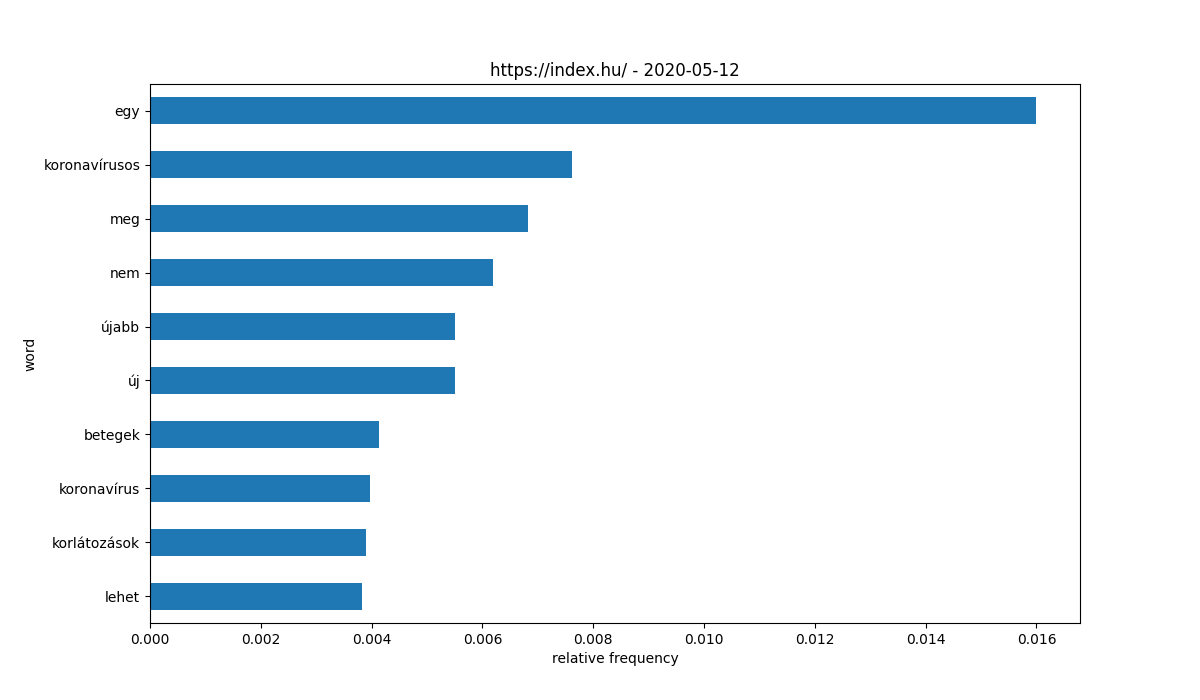 https://index.hu/ - 2020-05-12
egy
koronavírusos
meg
nem
újabb
új
betegek
koronavírus
korlátozások
lehet
word
0.000 0.002 0.004 0.006 0.008 0.010 0.012 0.014 0.016
relative frequency